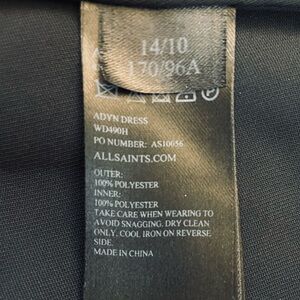 14/10
170/96A
ADYN DRESS
WD490H
PO NUMBER: AS10056
ALLSAINTS.COM
OUTER:
100% POLYESTER
INNER:
100% POLYESTER
TAKE CARE WHEN WEARING TO
AVOID SNAGGING. DRY CLEAN
ONLY. COOL IRON ON REVERSE
SIDE.
MADE IN CHINA